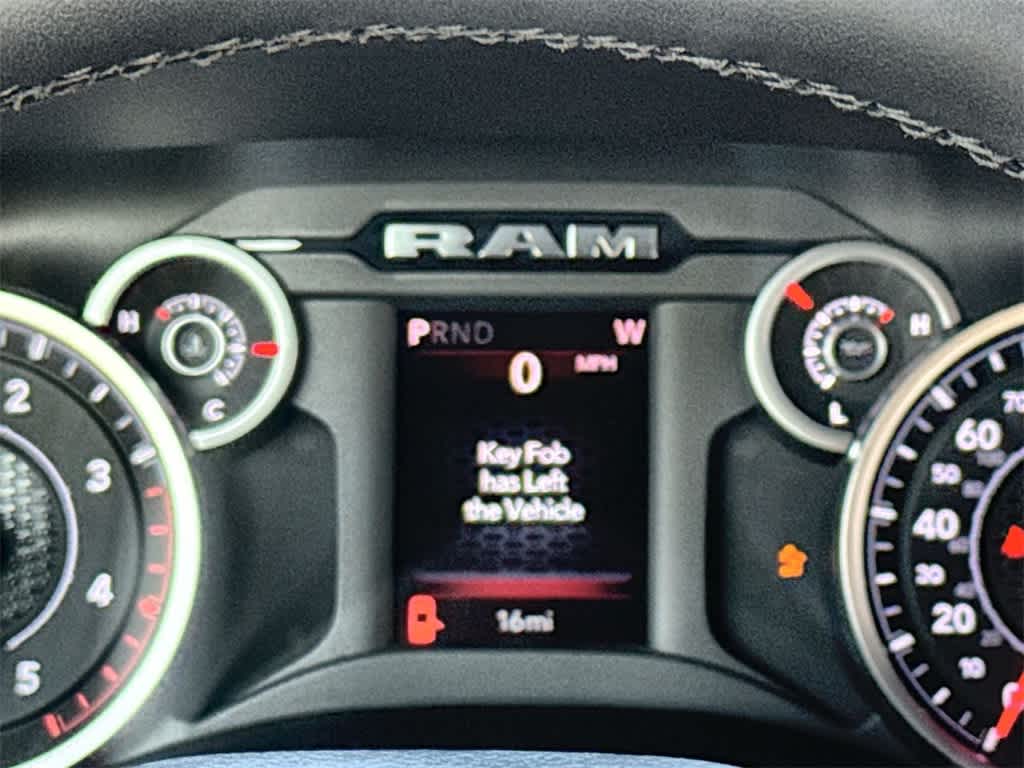 RAM
PRND W
0 MPH
Key Fob
has Left
the Vehicle
16mi
H
C
H
L
2
3
4
5
70
60
50
40
30
20
10